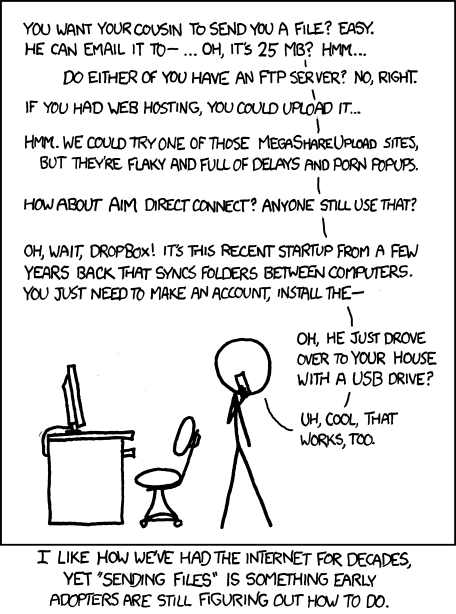 YOU WANT YOUR COUSIN TO SEND YOU A FILE? EASY.
HE CAN EMAIL IT TO— ... OH, IT'S 25 MB? HMM...
DO EITHER OF YOU HAVE AN FTP SERVER? NO, RIGHT.
IF YOU HAD WEB HOSTING, YOU COULD UPLOAD IT...
HMM. WE COULD TRY ONE OF THOSE MEGASHAREUPLOAD SITES,
BUT THEY'RE FLAKY AND FULL OF DELAYS AND PORN POPUPS.
HOW ABOUT AIM DIRECT CONNECT? ANYONE STILL USE THAT?
OH, WAIT, DROPBOX! IT'S THIS RECENT STARTUP FROM A FEW
YEARS BACK THAT SYNCS FOLDERS BETWEEN COMPUTERS.
YOU JUST NEED TO MAKE AN ACCOUNT, INSTALL THE—
OH, HE JUST DROVE
OVER TO YOUR HOUSE
WITH A USB DRIVE?
UH, COOL, THAT
WORKS, TOO.
I LIKE HOW WE'VE HAD THE INTERNET FOR DECADES,
YET "SENDING FILES" IS SOMETHING EARLY
ADOPTERS ARE STILL FIGURING OUT HOW TO DO.